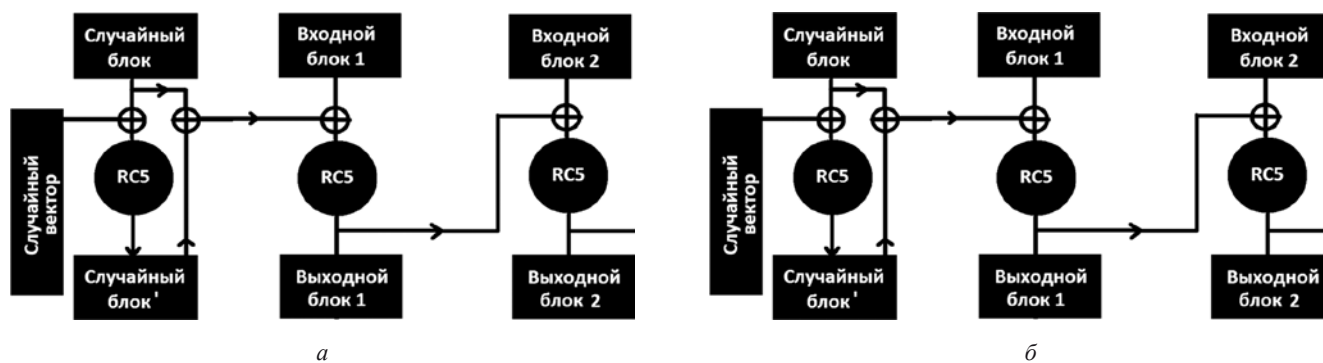 Случайный
блок
Входной
блок 1
Входной
блок 2
Случайный
вектор
RC5
RC5
RC5
Случайный
блок'
Выходной
блок 1
Выходной
блок 2
а
Случайный
блок
Входной
блок 1
Входной
блок 2
Случайный
вектор
RC5
RC5
RC5
Случайный
блок'
Выходной
блок 1
Выходной
блок 2
б